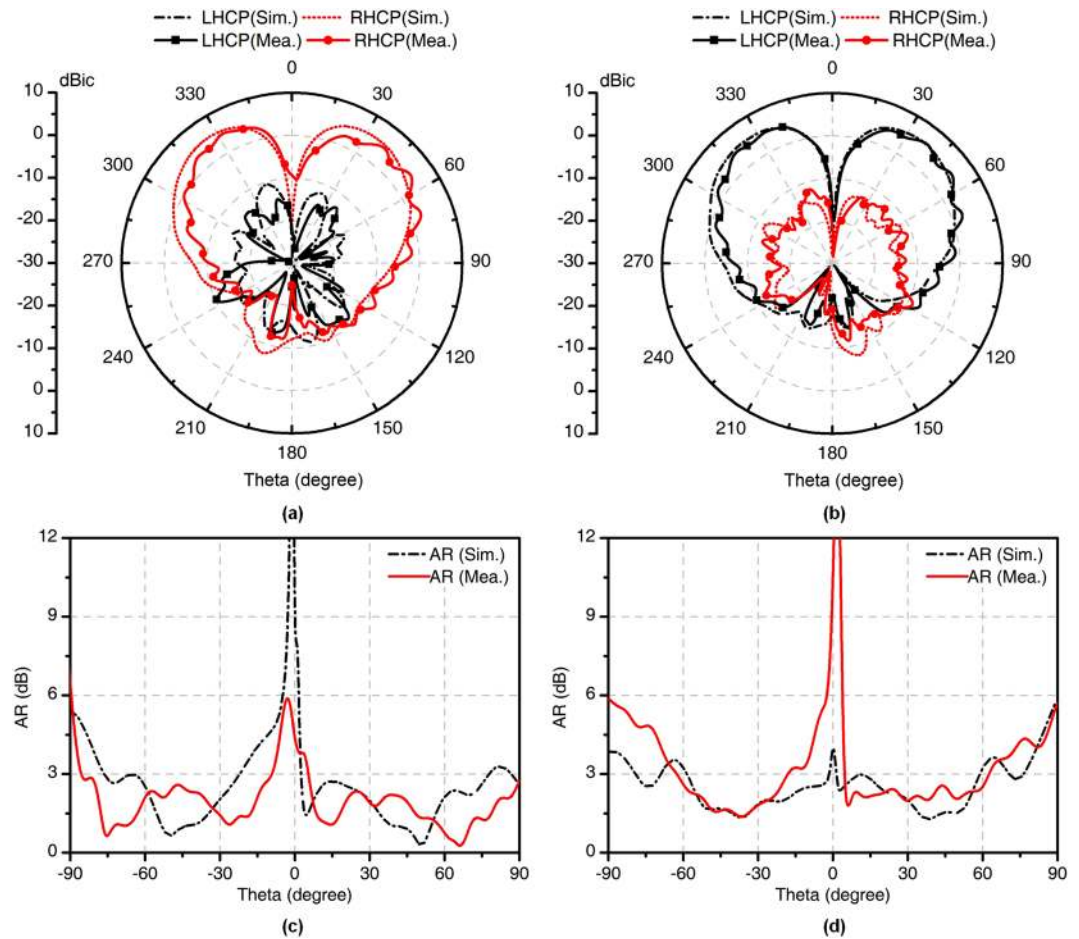 LHCP(Sim.) RHCP(Sim.)
LHCP(Mea.) RHCP(Mea.)
dBic
10
0
-10
-20
-30
-20
-10
0
10
0
30
60
90
120
150
180
210
240
270
300
330
Theta (degree)
(a)
LHCP(Sim.) RHCP(Sim.)
LHCP(Mea.) RHCP(Mea.)
dBic
10
0
-10
-20
-30
-20
-10
0
10
0
30
60
90
120
150
180
210
240
270
300
330
Theta (degree)
(b)
AR (Sim.)
AR (Mea.)
AR (dB)
12
9
6
3
0
-90 -60 -30 0 30 60 90
Theta (degree)
(c)
AR (Sim.)
AR (Mea.)
AR (dB)
12
9
6
3
0
-90 -60 -30 0 30 60 90
Theta (degree)
(d)